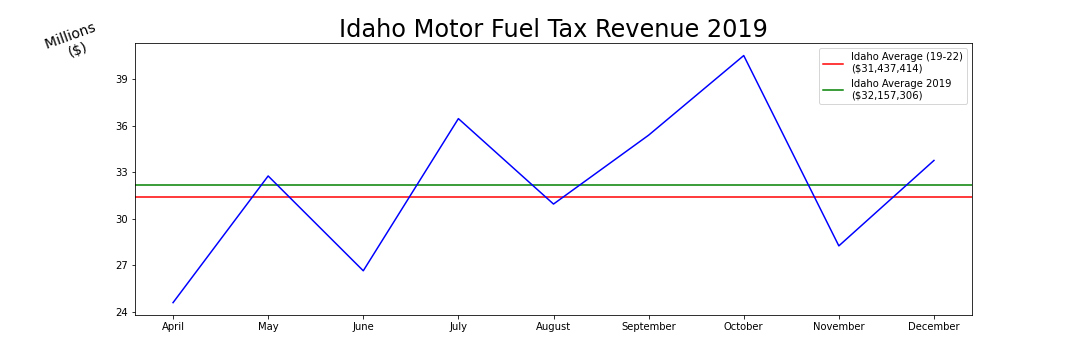 Millions
($)
Idaho Motor Fuel Tax Revenue 2019
Idaho Average (19-22)
($31,437,414)
Idaho Average 2019
($32,157,306)
39
36
33
30
27
24
April May June July August September October November December